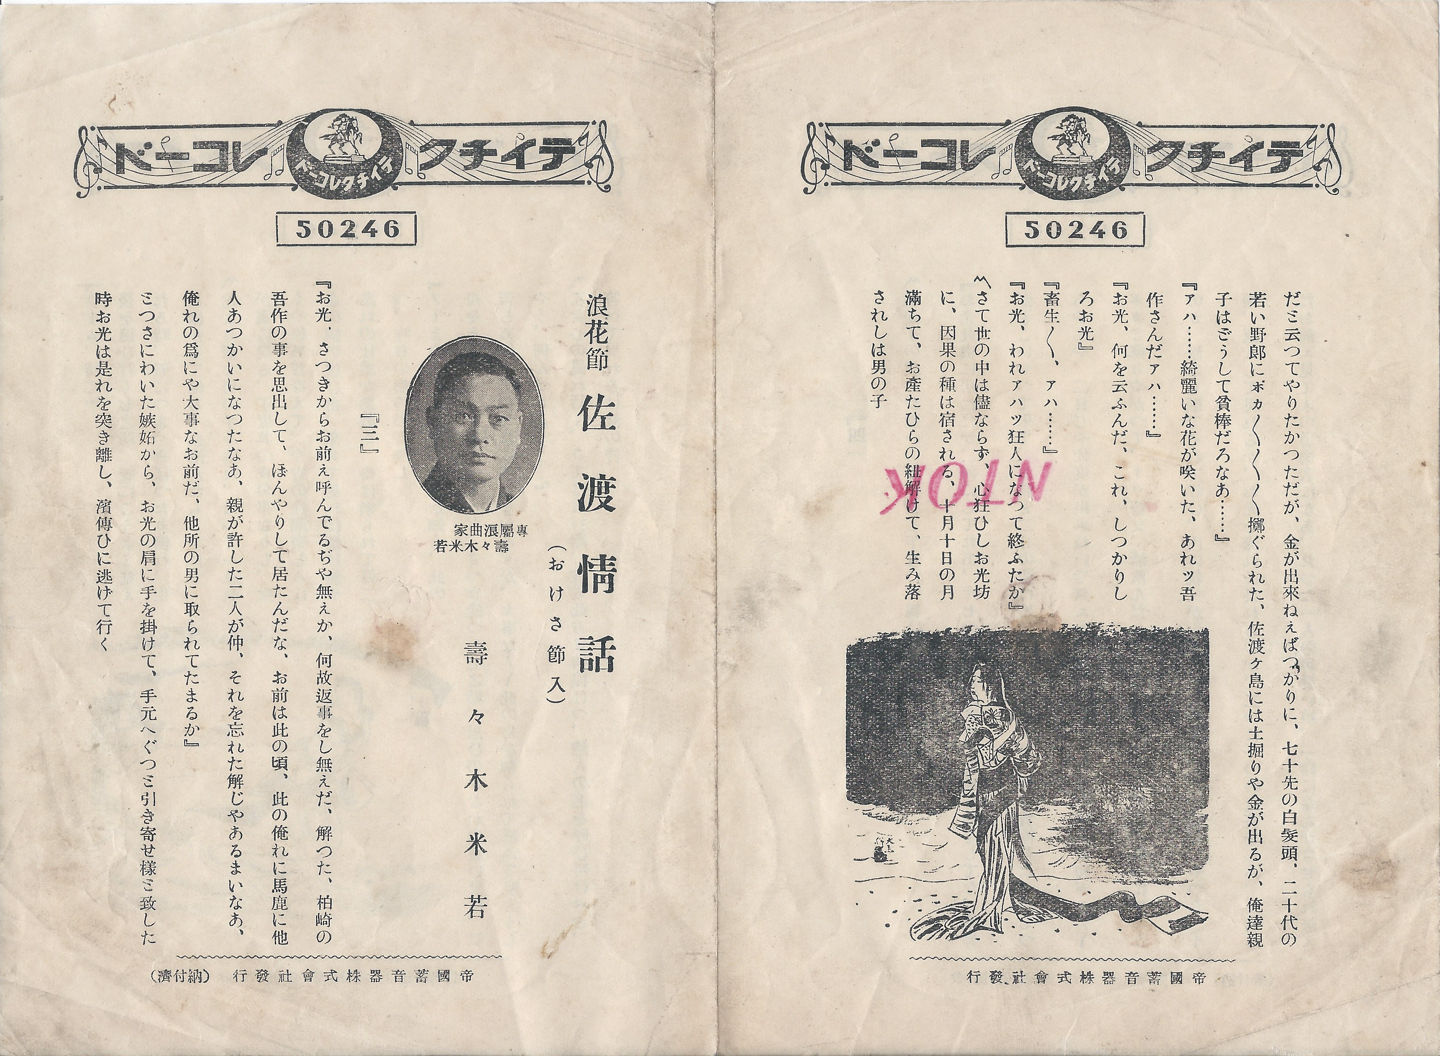 テイチク レコード
テイチクレコード
50246
浪花節 佐渡情話
(おけさ節入)
壽々木米若
專屬浪曲家
壽々木米若
『三』
『お光、さつきからお前え呼んでるぢや無えか、何故返事をし無えだ、解つた、柏崎の
吾作の事を思出して、ほんやりして居たんだな、お前は此の頃、此の俺れに馬鹿に他
人あつかいになつたなあ、親が許した二人が仲、それを忘れた解じやあるまいなあ、
俺れの爲にや大事なお前だ、他所の男に取られてたまるか』
ミつさにわいた嫉妬から、お光の肩に手を掛けて、手元へぐつミ引き寄せ樣ミ致した
時お光は是れを突き離し、濱傳ひに逃げて行く
帝國蓄音器株式會社發行 (納付濟)
テイチク レコード
テイチクレコード
50246
だミ云つてやりたかつただが、金が出來ねえばつかりに、七十先の白髮頭、二十代の
若い野郎にポカ〳〵〳〵〳〵擲ぐられた、佐渡ヶ島には土掘りや金が出るが、俺達親
子はごうして貧棒だろなあ……』
『アハ……綺麗いな花が咲いた、あれッ吾
作さんだアハ……』
『お光、何を云ふんだ、これ、しつかりし
ろお光』
『畜生〳〵、アハ……』
『お光、われアハッ狂人になつて終ふたか』
〽さて世の中は儘ならず、心狂ひしお光坊
に、因果の種は宿される、十月十日の月
滿ちて、お產たひらの紐解けて、生み落
されしは男の子
NTOK
帝國蓄音器株式會社發行